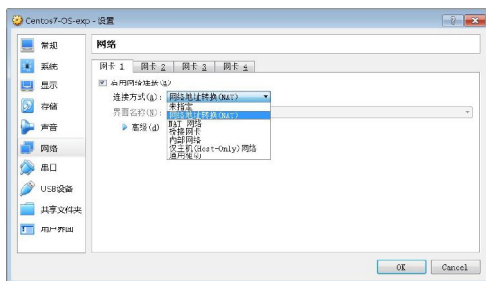 Centos7-OS-exp - 设置
常规
系统
显示
存储
声音
网络
串口
USB设备
共享文件夹
用户界面
网络
网卡 1
网卡 2
网卡 3
网卡 4
启用网络连接(a)
连接方式(a): 网络地址转换(NAT)
界面名称(N):
高级(d)
未指定
网络地址转换(NAT)
NAT 网络
桥接网卡
内部网络
仅主机(Host-Only)网络
通用驱动
OK
Cancel